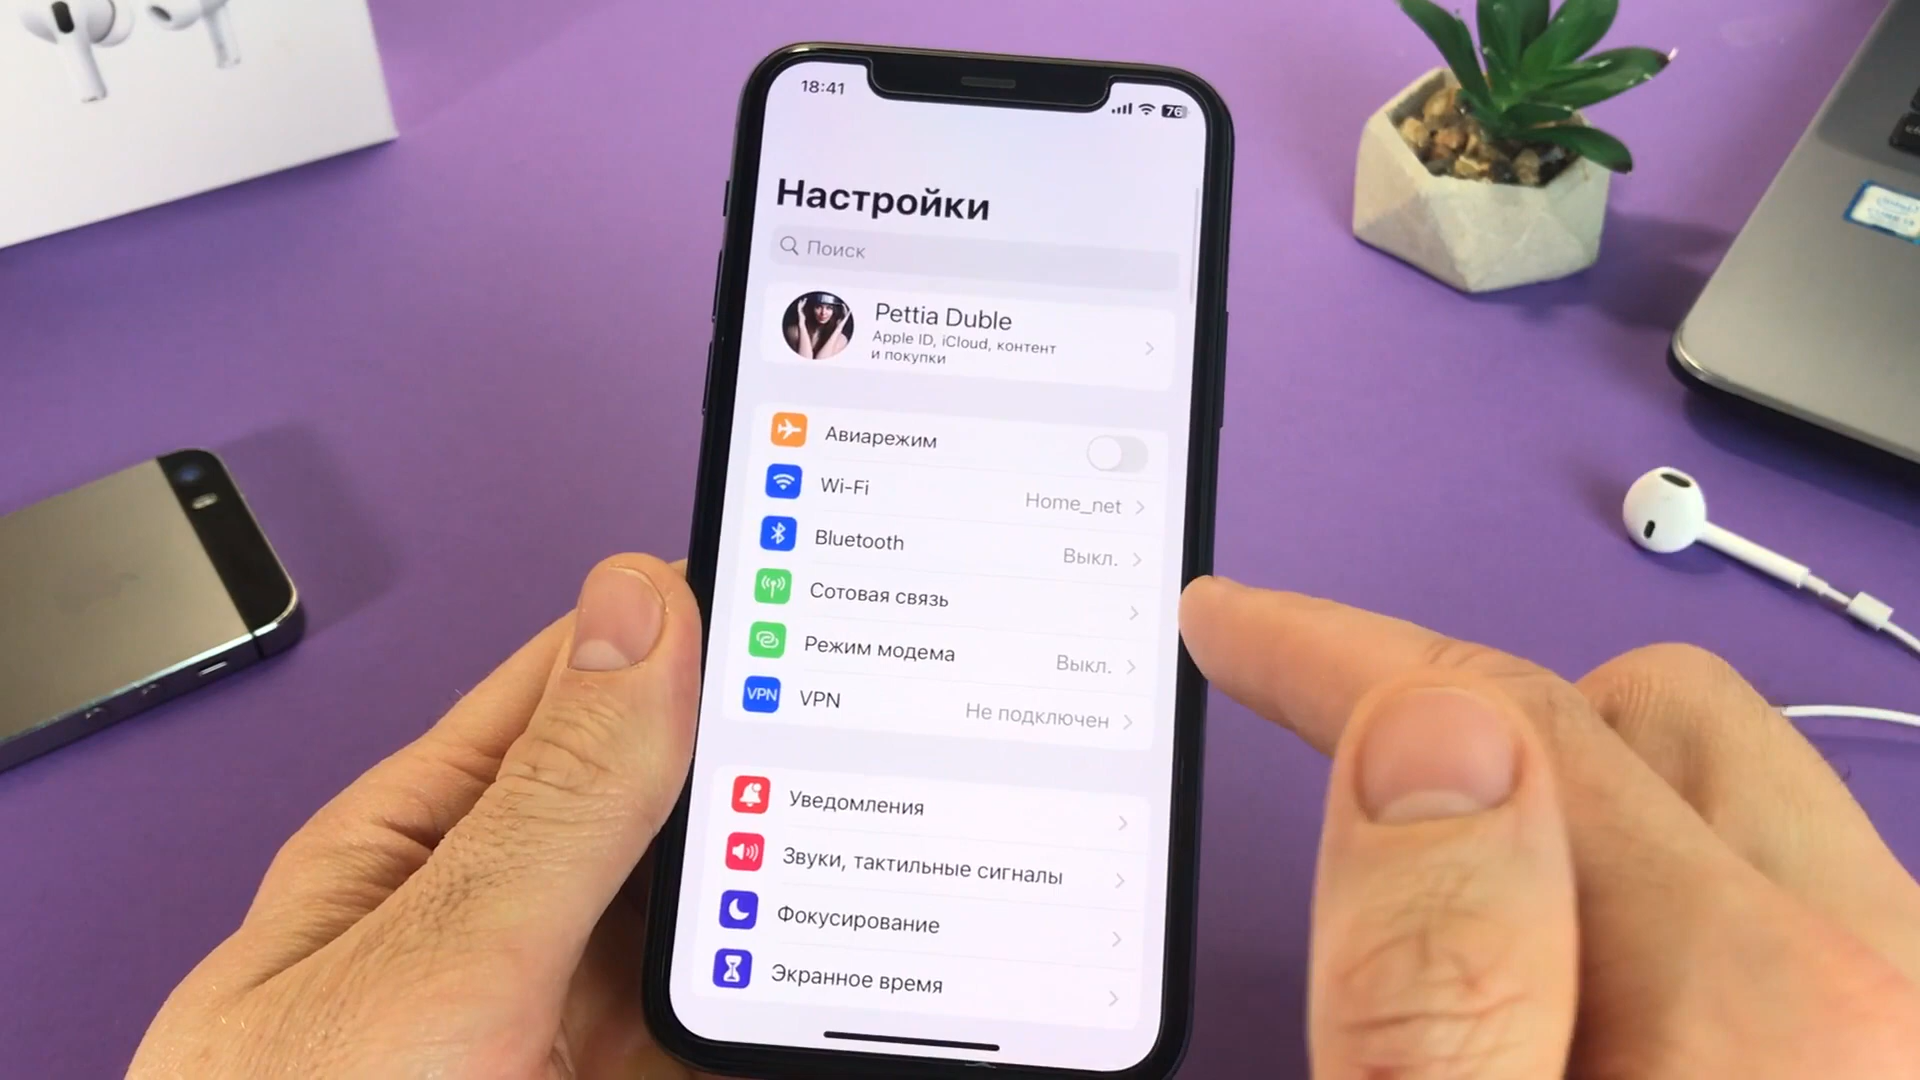 18:41
76
Настройки
Поиск
Pettia Duble
Apple ID, iCloud, контент
и покупки
Авиарежим
Wi-Fi
Home_net
Bluetooth
Выкл.
Сотовая связь
Режим модема
Выкл.
VPN
VPN
Не подключен
Уведомления
Звуки, тактильные сигналы
Фокусирование
Экранное время